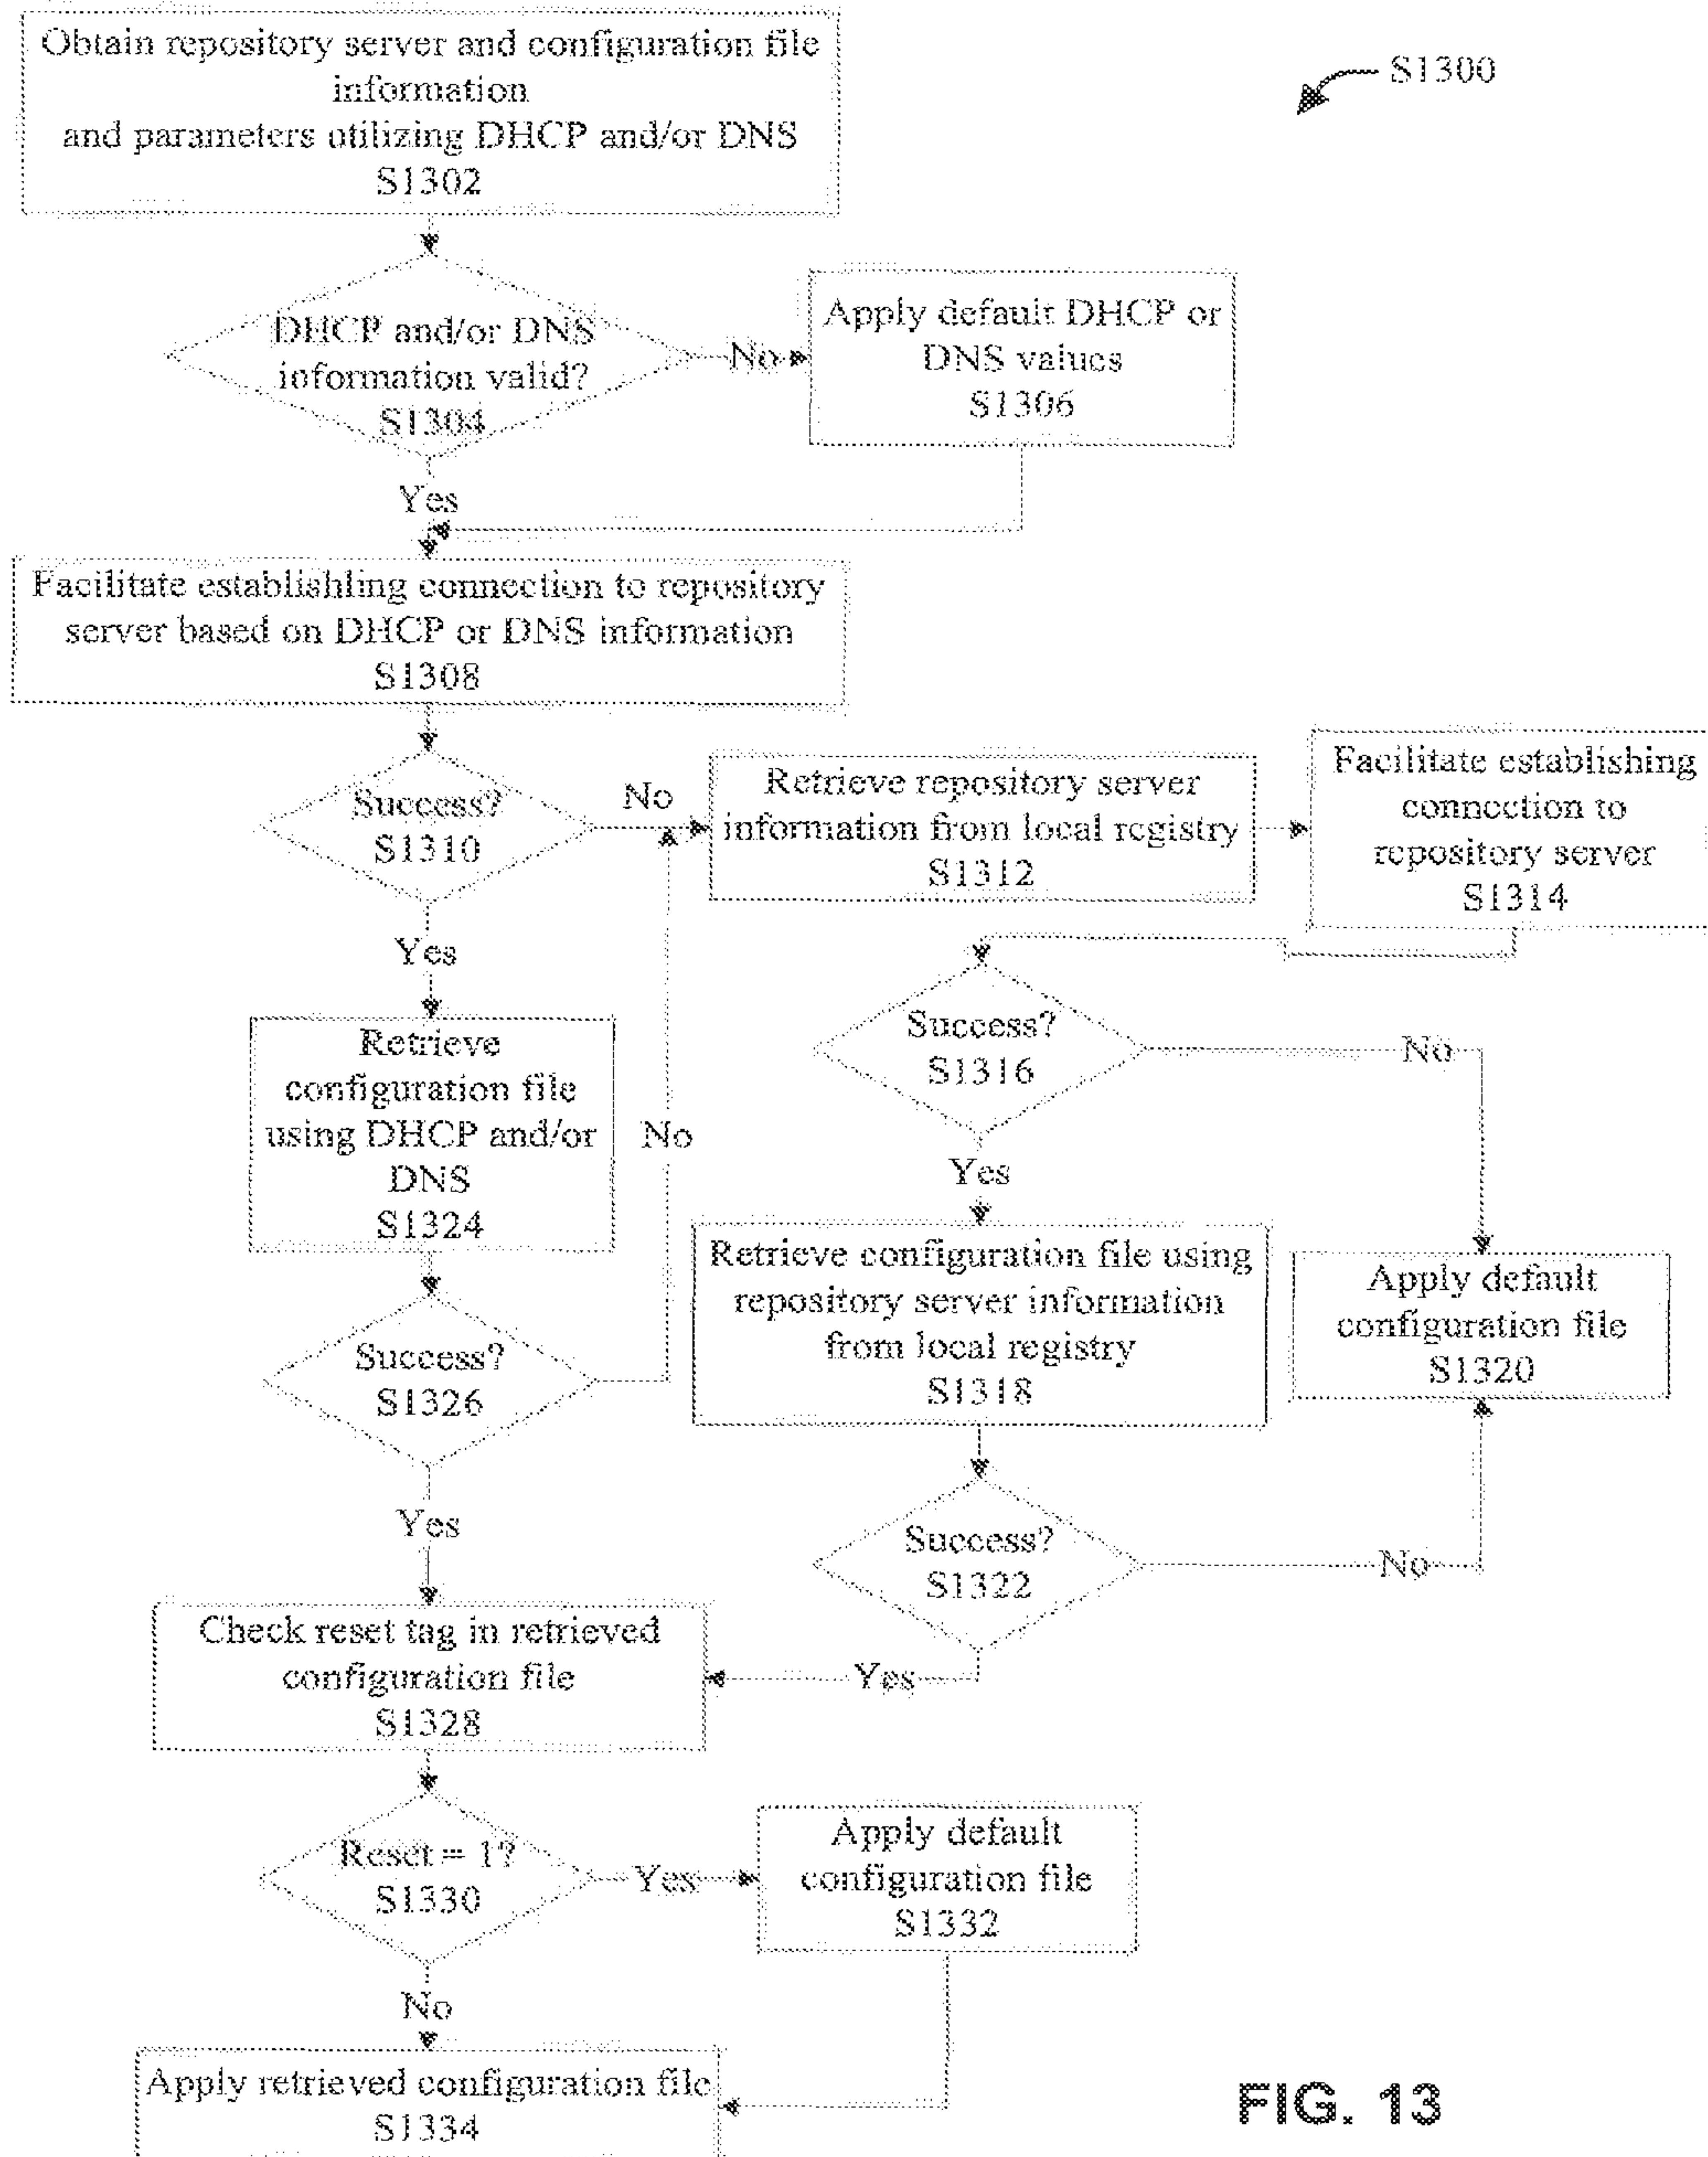 Obtain repository server and configuration file
information
and parameters utilizing DHCP and/or DNS
S1302
S1300
DHCP and/or DNS
information valid?
S1304
No
Apply default DHCP or
DNS values
S1306
Yes
Facilitate establishling connection to repository
server based on DHCP or DNS information
S1308
Success?
S1310
No
Retrieve repository server
information from local registry
S1312
Facilitate establishing
connection to
repository server
S1314
Yes
Success?
S1316
No
Retrieve
configuration file
using DHCP and/or
DNS
S1324
No
Yes
Retrieve configuration file using
repository server information
from local registry
S1318
Apply default
configuration file
S1320
Success?
S1326
Yes
Success?
S1322
No
Check reset tag in retrieved
configuration file
S1328
Yes
Reset = 1?
S1330
Yes
Apply default
configuration file
S1332
No
Apply retrieved configuration file
S1334
FIG. 13